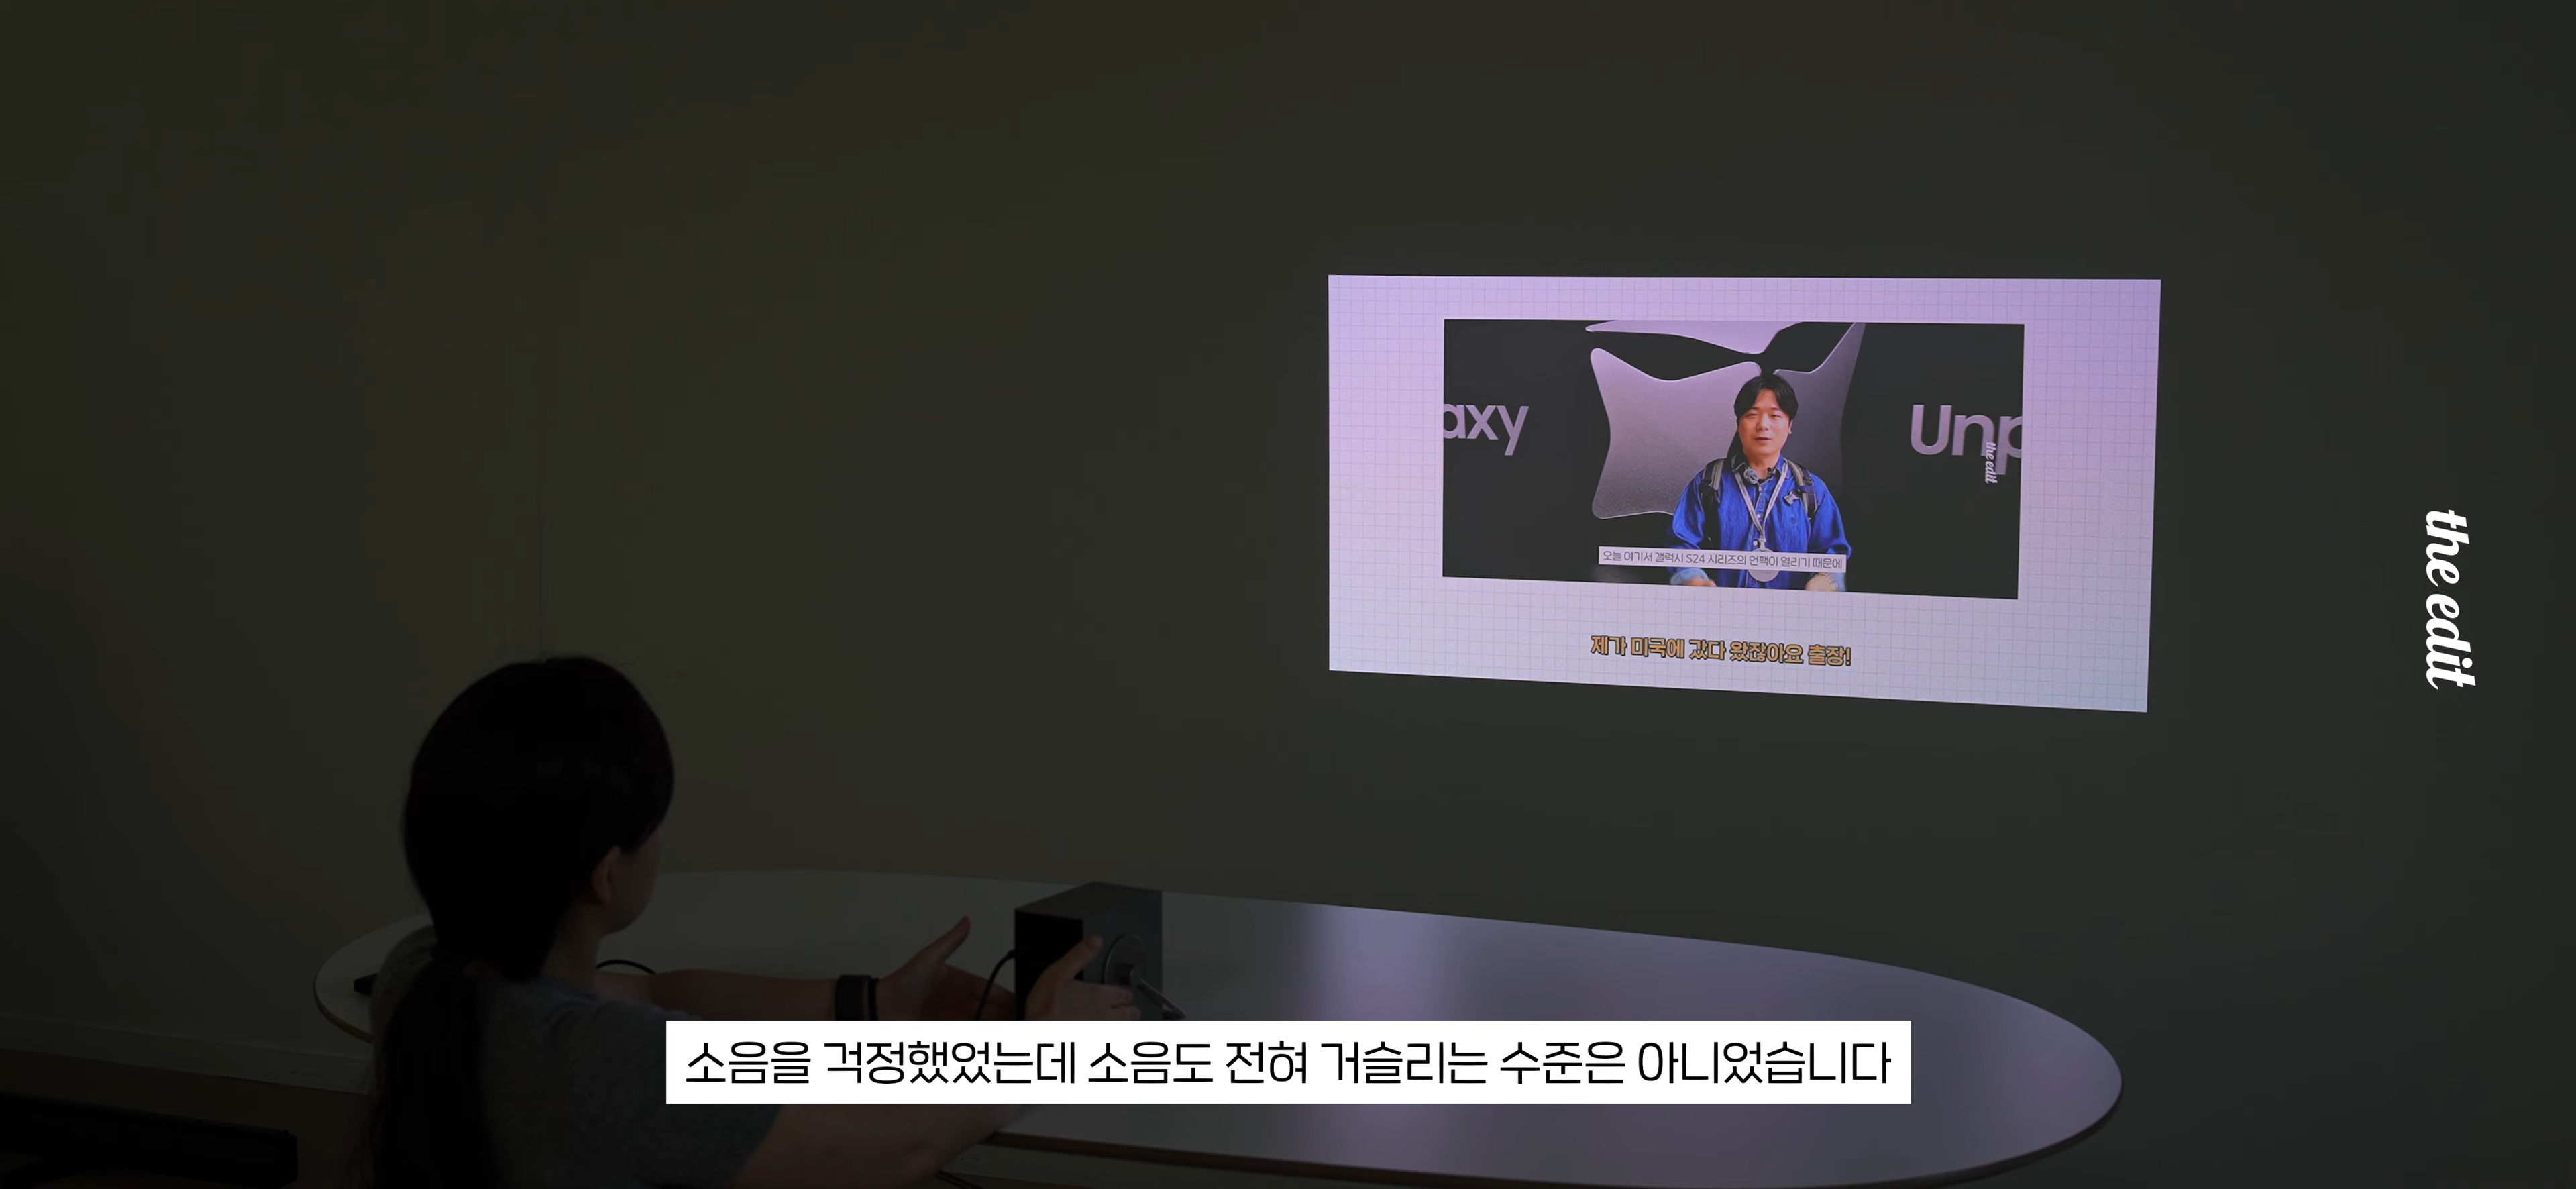 axy
Unp
the edit
오늘 여기서 갤럭시 S24 시리즈의 언팩이 열리기 때문에
제가 미국에 갔다 왔잖아요 출장!
the edit
소음을 걱정했었는데 소음도 전혀 거슬리는 수준은 아니었습니다